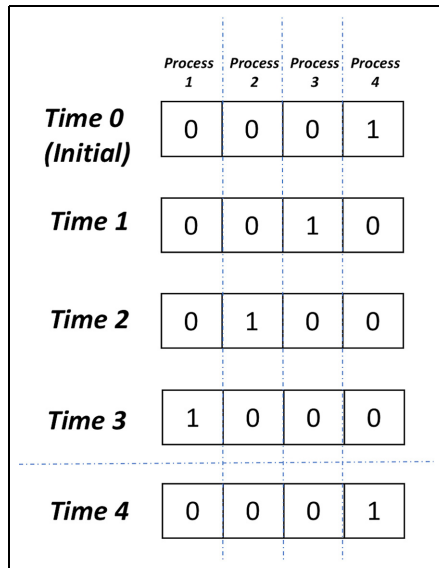 Process Process Process Process
1 2 3 4
Time 0
(Initial)
0 0 0 1
Time 1
0 0 1 0
Time 2
0 1 0 0
Time 3
1 0 0 0
Time 4
0 0 0 1